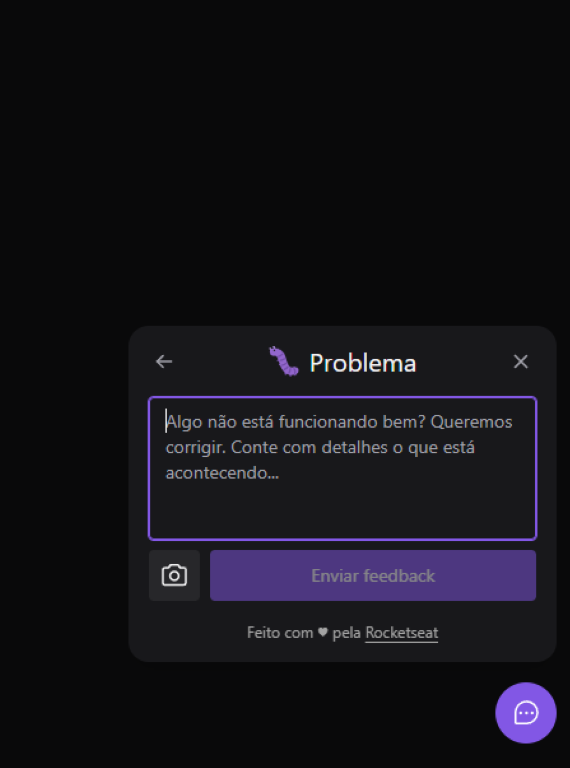 Problema
Algo não está funcionando bem? Queremos
corrigir. Conte com detalhes o que está
acontecendo...
Enviar feedback
Feito com ♥ pela Rocketseat